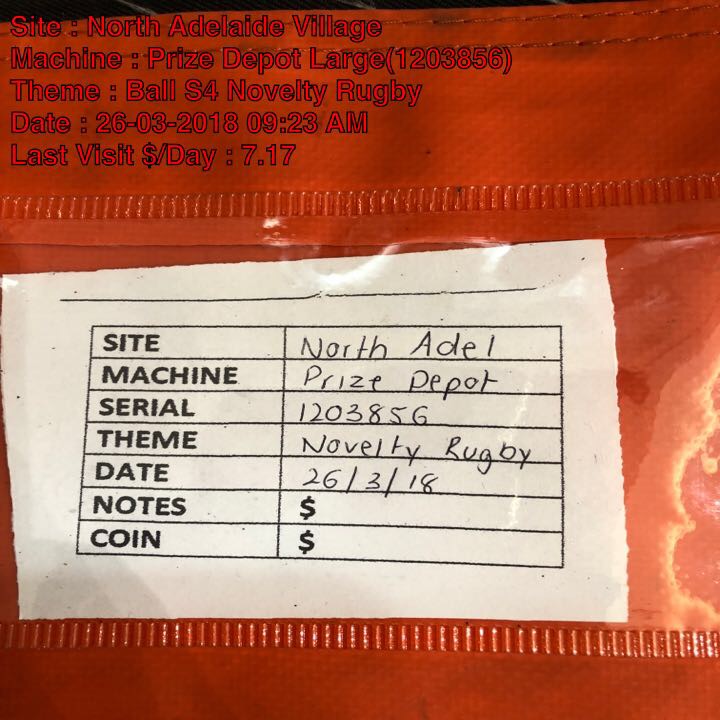 Site : North Adelaide Village
Machine : Prize Depot Large(1203856)
Theme : Ball S4 Novelty Rugby
Date : 26-03-2018 09:23 AM
Last Visit $/Day : 7.17
SITE North Adel
MACHINE Prize Depot
SERIAL 1203856
THEME Novelty Rugby
DATE 26/3/18
NOTES $
COIN $